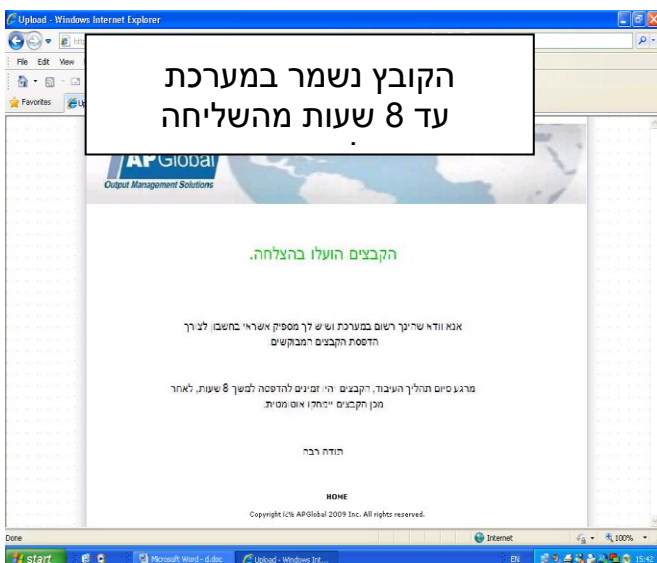 Upload - Windows Internet Explorer
File Edit View
Favorites
הקובץ נשמר במערכת
עד 8 שעות מהשליחה
APGlobal
Output Management Solutions
הקבצים הועלו בהצלחה.
אנא וודא שהינך רשום במערכת ושיש לך מספיק אשראי בחשבון לצורך
הדפסת הקבצים המבוקשים.
מרגע סיום תהליך העיבוד, הקבצים יהיו זמינים להדפסה למשך 8 שעות, לאחר
מכן הקבצים יימחקו אוטומטית.
תודה רבה
HOME
Copyright ï¿½ APGlobal 2009 Inc. All rights reserved.
Done Internet 100%
start Microsoft Word - d.doc Upload - Windows Int... EN 15:42